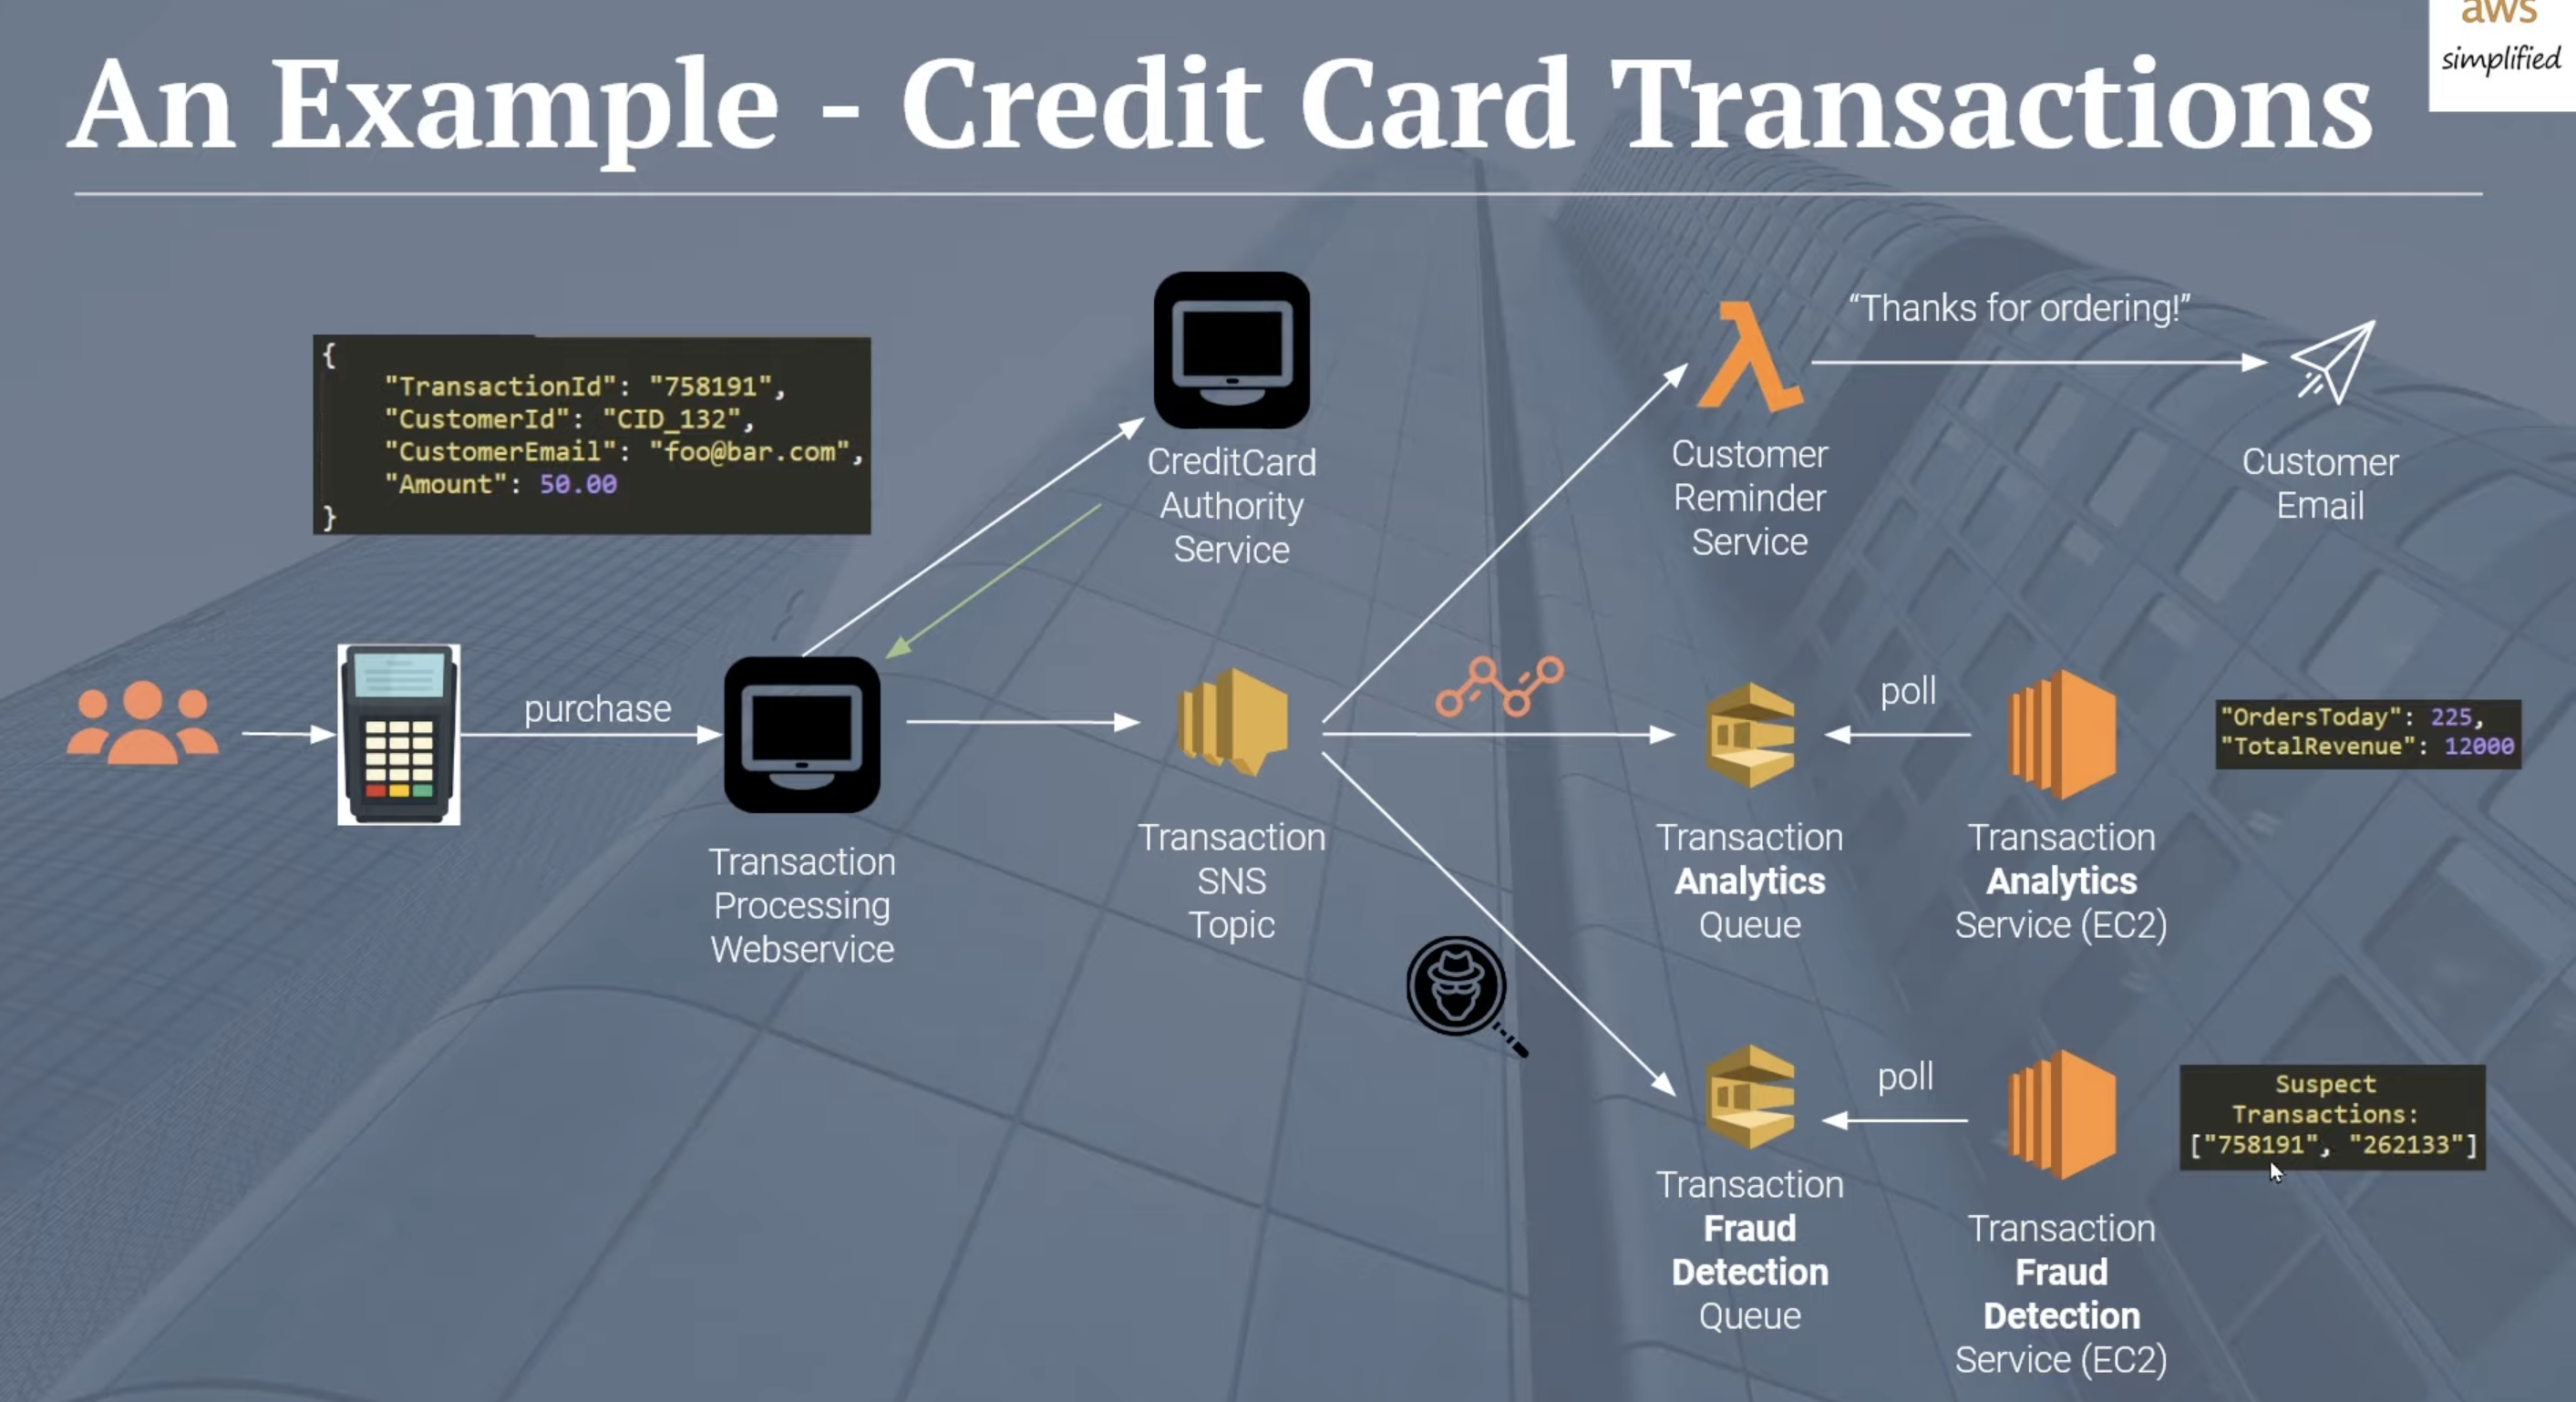 aws
simplified
An Example - Credit Card Transactions
{
"TransactionId": "758191",
"CustomerId": "CID_132",
"CustomerEmail": "foo@bar.com",
"Amount": 50.00
}
CreditCard
Authority
Service
Customer
Reminder
Service
“Thanks for ordering!”
Customer
Email
purchase
Transaction
Processing
Webservice
Transaction
SNS
Topic
Transaction
Analytics
Queue
poll
Transaction
Analytics
Service (EC2)
"OrdersToday": 225,
"TotalRevenue": 12000
Transaction
Fraud
Detection
Queue
poll
Transaction
Fraud
Detection
Service (EC2)
Suspect
Transactions:
["758191", "262133"]